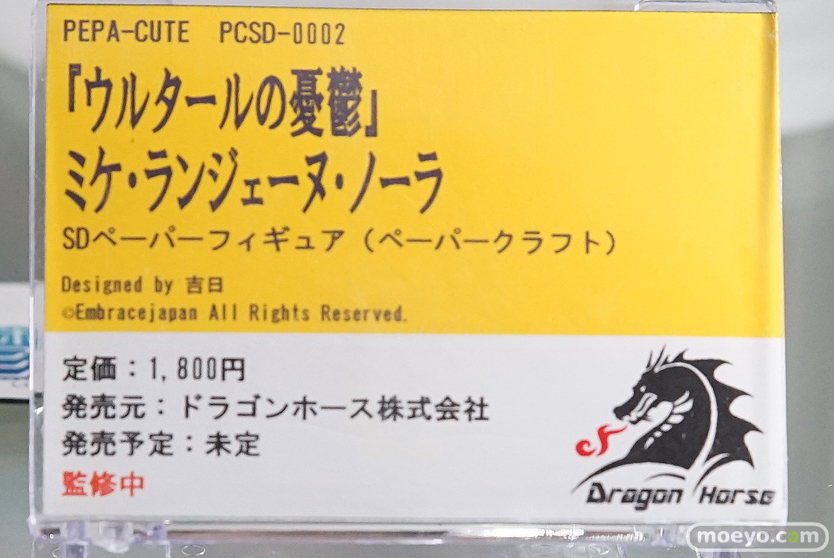 PEPA-CUTE PCSD-0002
『ウルタールの憂鬱』
ミケ・ランジェーヌ・ノーラ
SDペーパーフィギュア（ペーパークラフト）
Designed by 吉日
©Embracejapan All Rights Reserved.
定価：1,800円
発売元：ドラゴンホース株式会社
発売予定：未定
監修中
Dragon Horse
moeyo.com